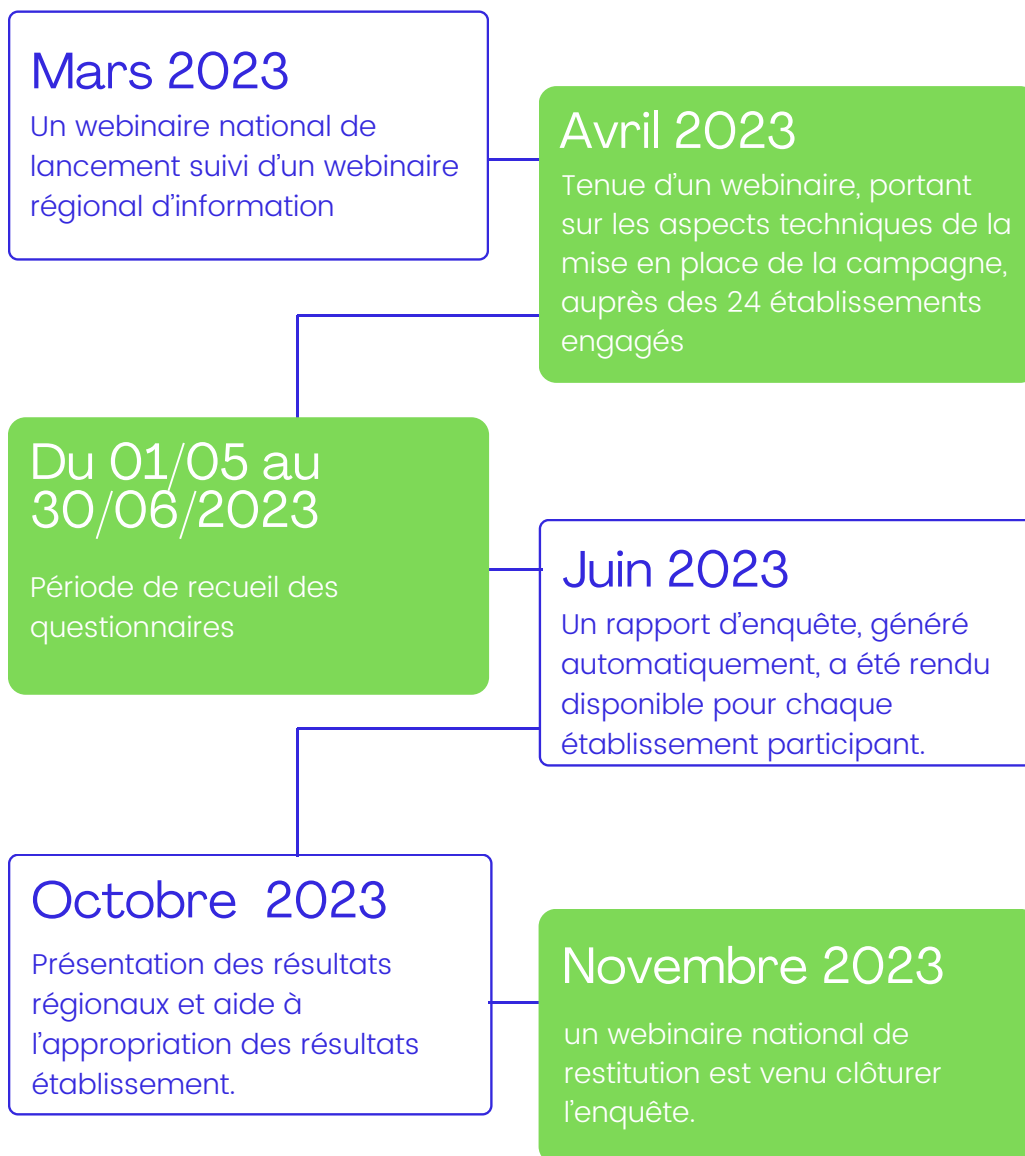 Mars 2023
Un webinaire national de
lancement suivi d'un webinaire
régional d'information
Avril 2023
Tenue d'un webinaire, portant
sur les aspects techniques de la
mise en place de la campagne,
auprès des 24 établissements
engagés
Du 01/05 au
30/06/2023
Période de recueil des
questionnaires
Juin 2023
Un rapport d'enquête, généré
automatiquement, a été rendu
disponible pour chaque
établissement participant.
Octobre  2023
Présentation des résultats
régionaux et aide à
l'appropriation des résultats
établissement.
Novembre 2023
un webinaire national de
restitution est venu clôturer
l'enquête.